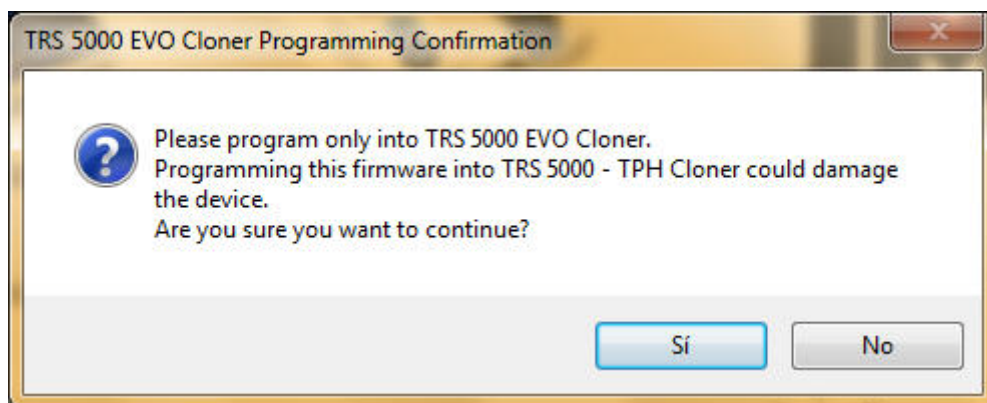 TRS 5000 EVO Cloner Programming Confirmation
Please program only into TRS 5000 EVO Cloner.
Programming this firmware into TRS 5000 - TPH Cloner could damage
the device.
Are you sure you want to continue?
Sí
No